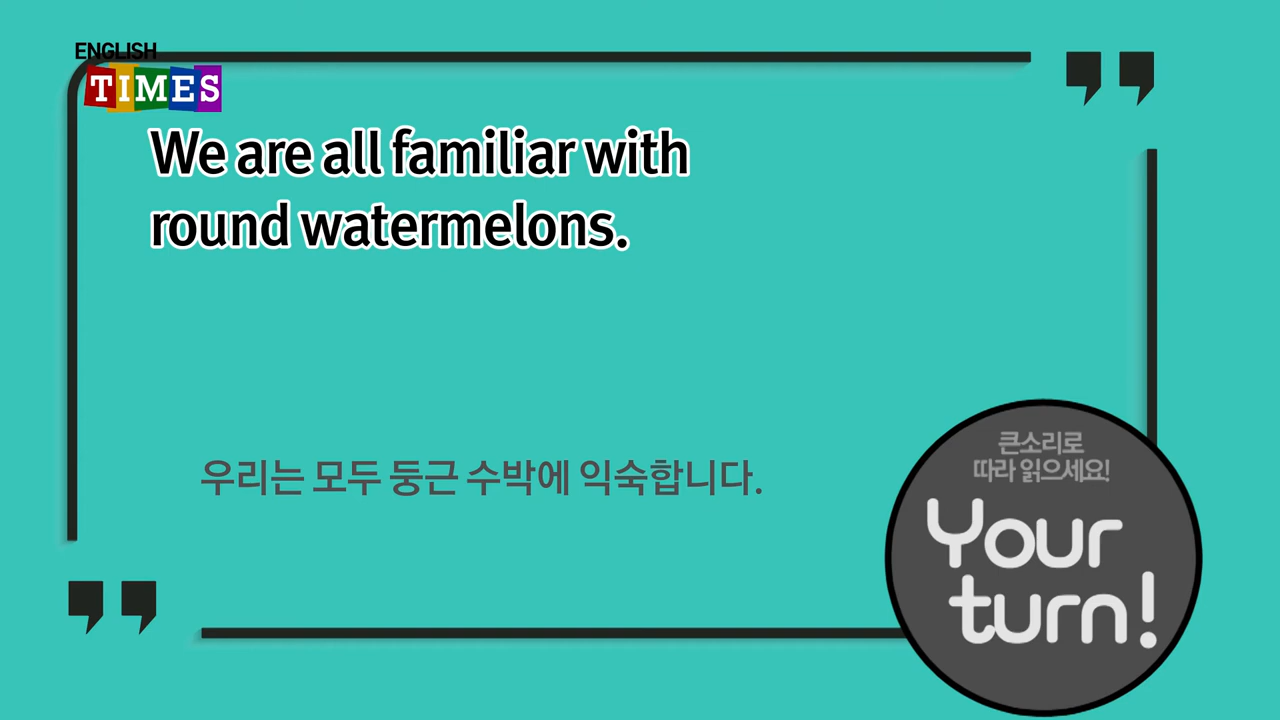 ENGLISH
TIMES
We are all familiar with
round watermelons.
우리는 모두 둥근 수박에 익숙합니다.
큰소리로
따라 읽으세요!
Your
turn!